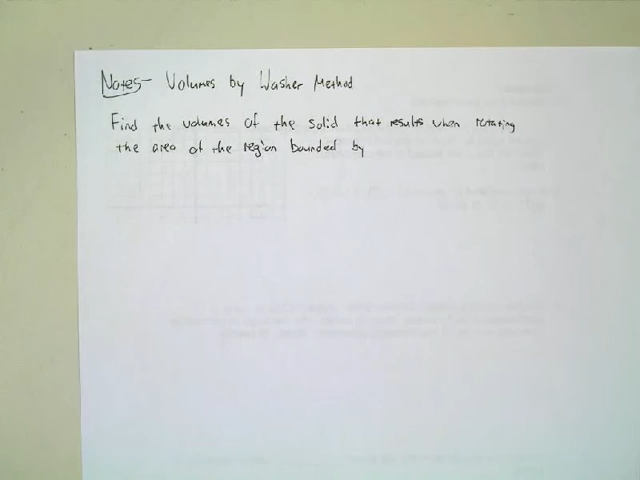 Notes- Volumes by Washer Method
Find the volumes of the solid that results when rotating
the area of the region bounded by